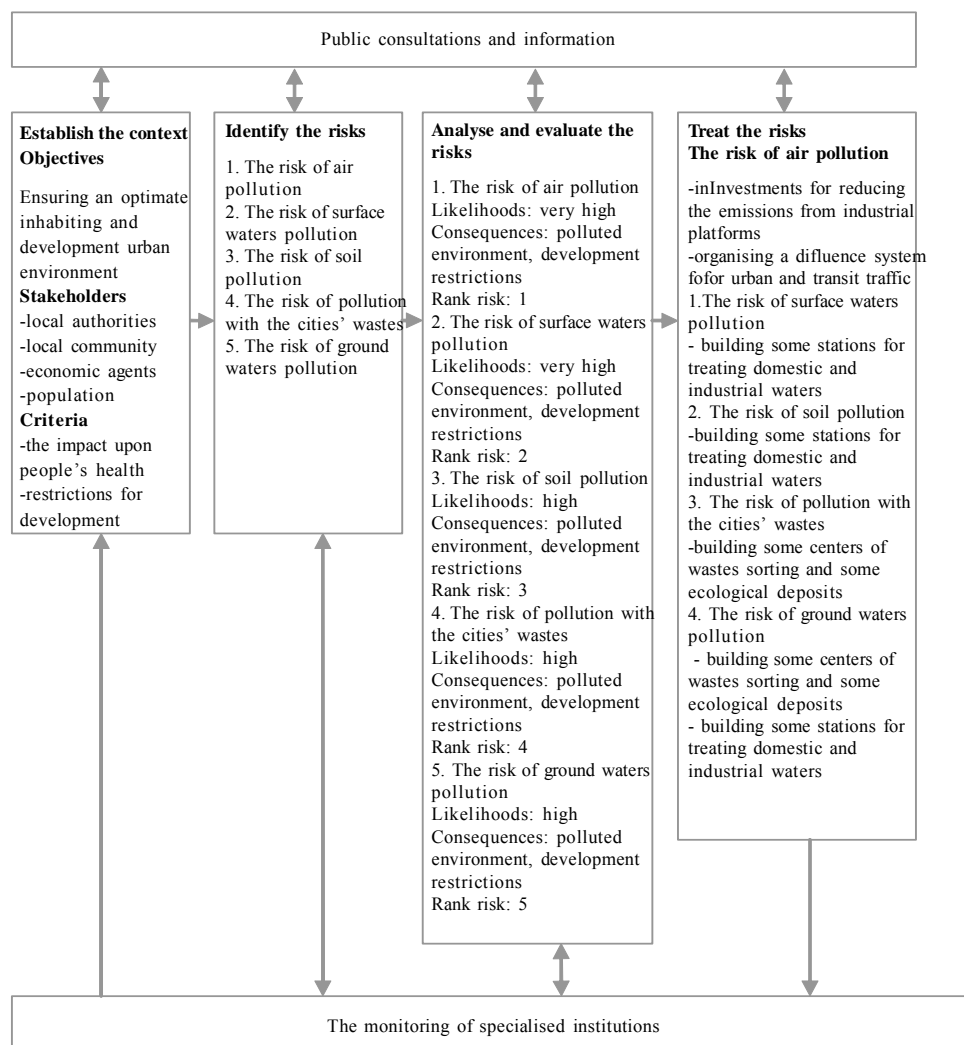 Public consultations and information
Establish the context
Objectives
Ensuring an optimate
inhabiting and
development urban
environment
Stakeholders
-local authorities
-local community
-economic agents
-population
Criteria
-the impact upon
people’s health
-restrictions for
development
Identify the risks
1. The risk of air
pollution
2. The risk of surface
waters pollution
3. The risk of soil
pollution
4. The risk of pollution
with the cities’ wastes
5. The risk of ground
waters pollution
Analyse and evaluate the
risks
1. The risk of air pollution
Likelihoods: very high
Consequences: polluted
environment, development
restrictions
Rank risk: 1
2. The risk of surface waters
pollution
Likelihoods: very high
Consequences: polluted
environment, development
restrictions
Rank risk: 2
3. The risk of soil pollution
Likelihoods: high
Consequences: polluted
environment, development
restrictions
Rank risk: 3
4. The risk of pollution with
the cities’ wastes
Likelihoods: high
Consequences: polluted
environment, development
restrictions
Rank risk: 4
5. The risk of ground waters
pollution
Likelihoods: high
Consequences: polluted
environment, development
restrictions
Rank risk: 5
Treat the risks
The risk of air pollution
-inInvestments for reducing
the emissions from industrial
platforms
-organising a difluence system
fofor urban and transit traffic
1.The risk of surface waters
pollution
- building some stations for
treating domestic and
industrial waters
2. The risk of soil pollution
-building some stations for
treating domestic and
industrial waters
3. The risk of pollution with
the cities’ wastes
-building some centers of
wastes sorting and some
ecological deposits
4. The risk of ground waters
pollution
- building some centers of
wastes sorting and some
ecological deposits
- building some stations for
treating domestic and
industrial waters
The monitoring of specialised institutions